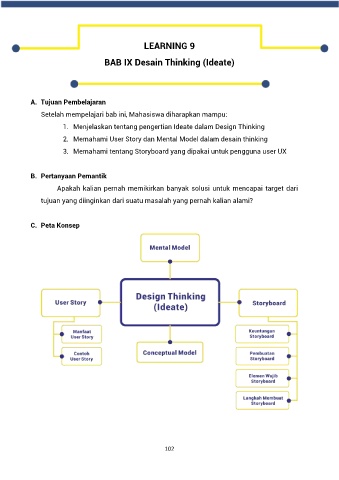 LEARNING 9
BAB IX Desain Thinking (Ideate)
A. Tujuan Pembelajaran
Setelah mempelajari bab ini, Mahasiswa diharapkan mampu:
1. Menjelaskan tentang pengertian Ideate dalam Design Thinking
2. Memahami User Story dan Mental Model dalam desain thinking
3. Memahami tentang Storyboard yang dipakai untuk pengguna user UX
B. Pertanyaan Pemantik
Apakah kalian pernah memikirkan banyak solusi untuk mencapai target dari
tujuan yang diinginkan dari suatu masalah yang pernah kalian alami?
C. Peta Konsep
Mental Model
User Story
Design Thinking
(Ideate)
Storyboard
Manfaat
User Story
Contoh
User Story
Conceptual Model
Keuntungan
Storyboard
Pembuatan
Storyboard
Elemen Wajib
Storyboard
Langkah Membuat
Storyboard
102